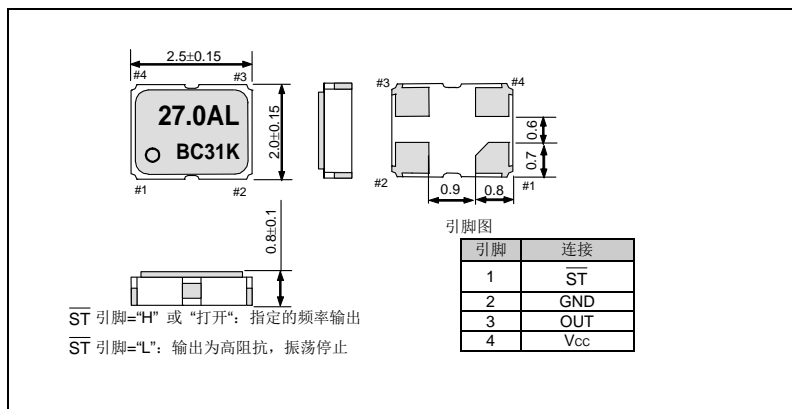 2.5±0.15
#4
#3
27.0AL
BC31K
#1
#2
2.0±0.15
#3
#4
#2
#1
0.6
0.7
0.9
0.8
0.8±0.1
引脚图
引脚 连接
1 S̅T̅
2 GND
3 OUT
4 Vcc
S̅T̅ 引脚=“H” 或 “打开“：指定的频率输出
S̅T̅ 引脚=“L”：输出为高阻抗，振荡停止